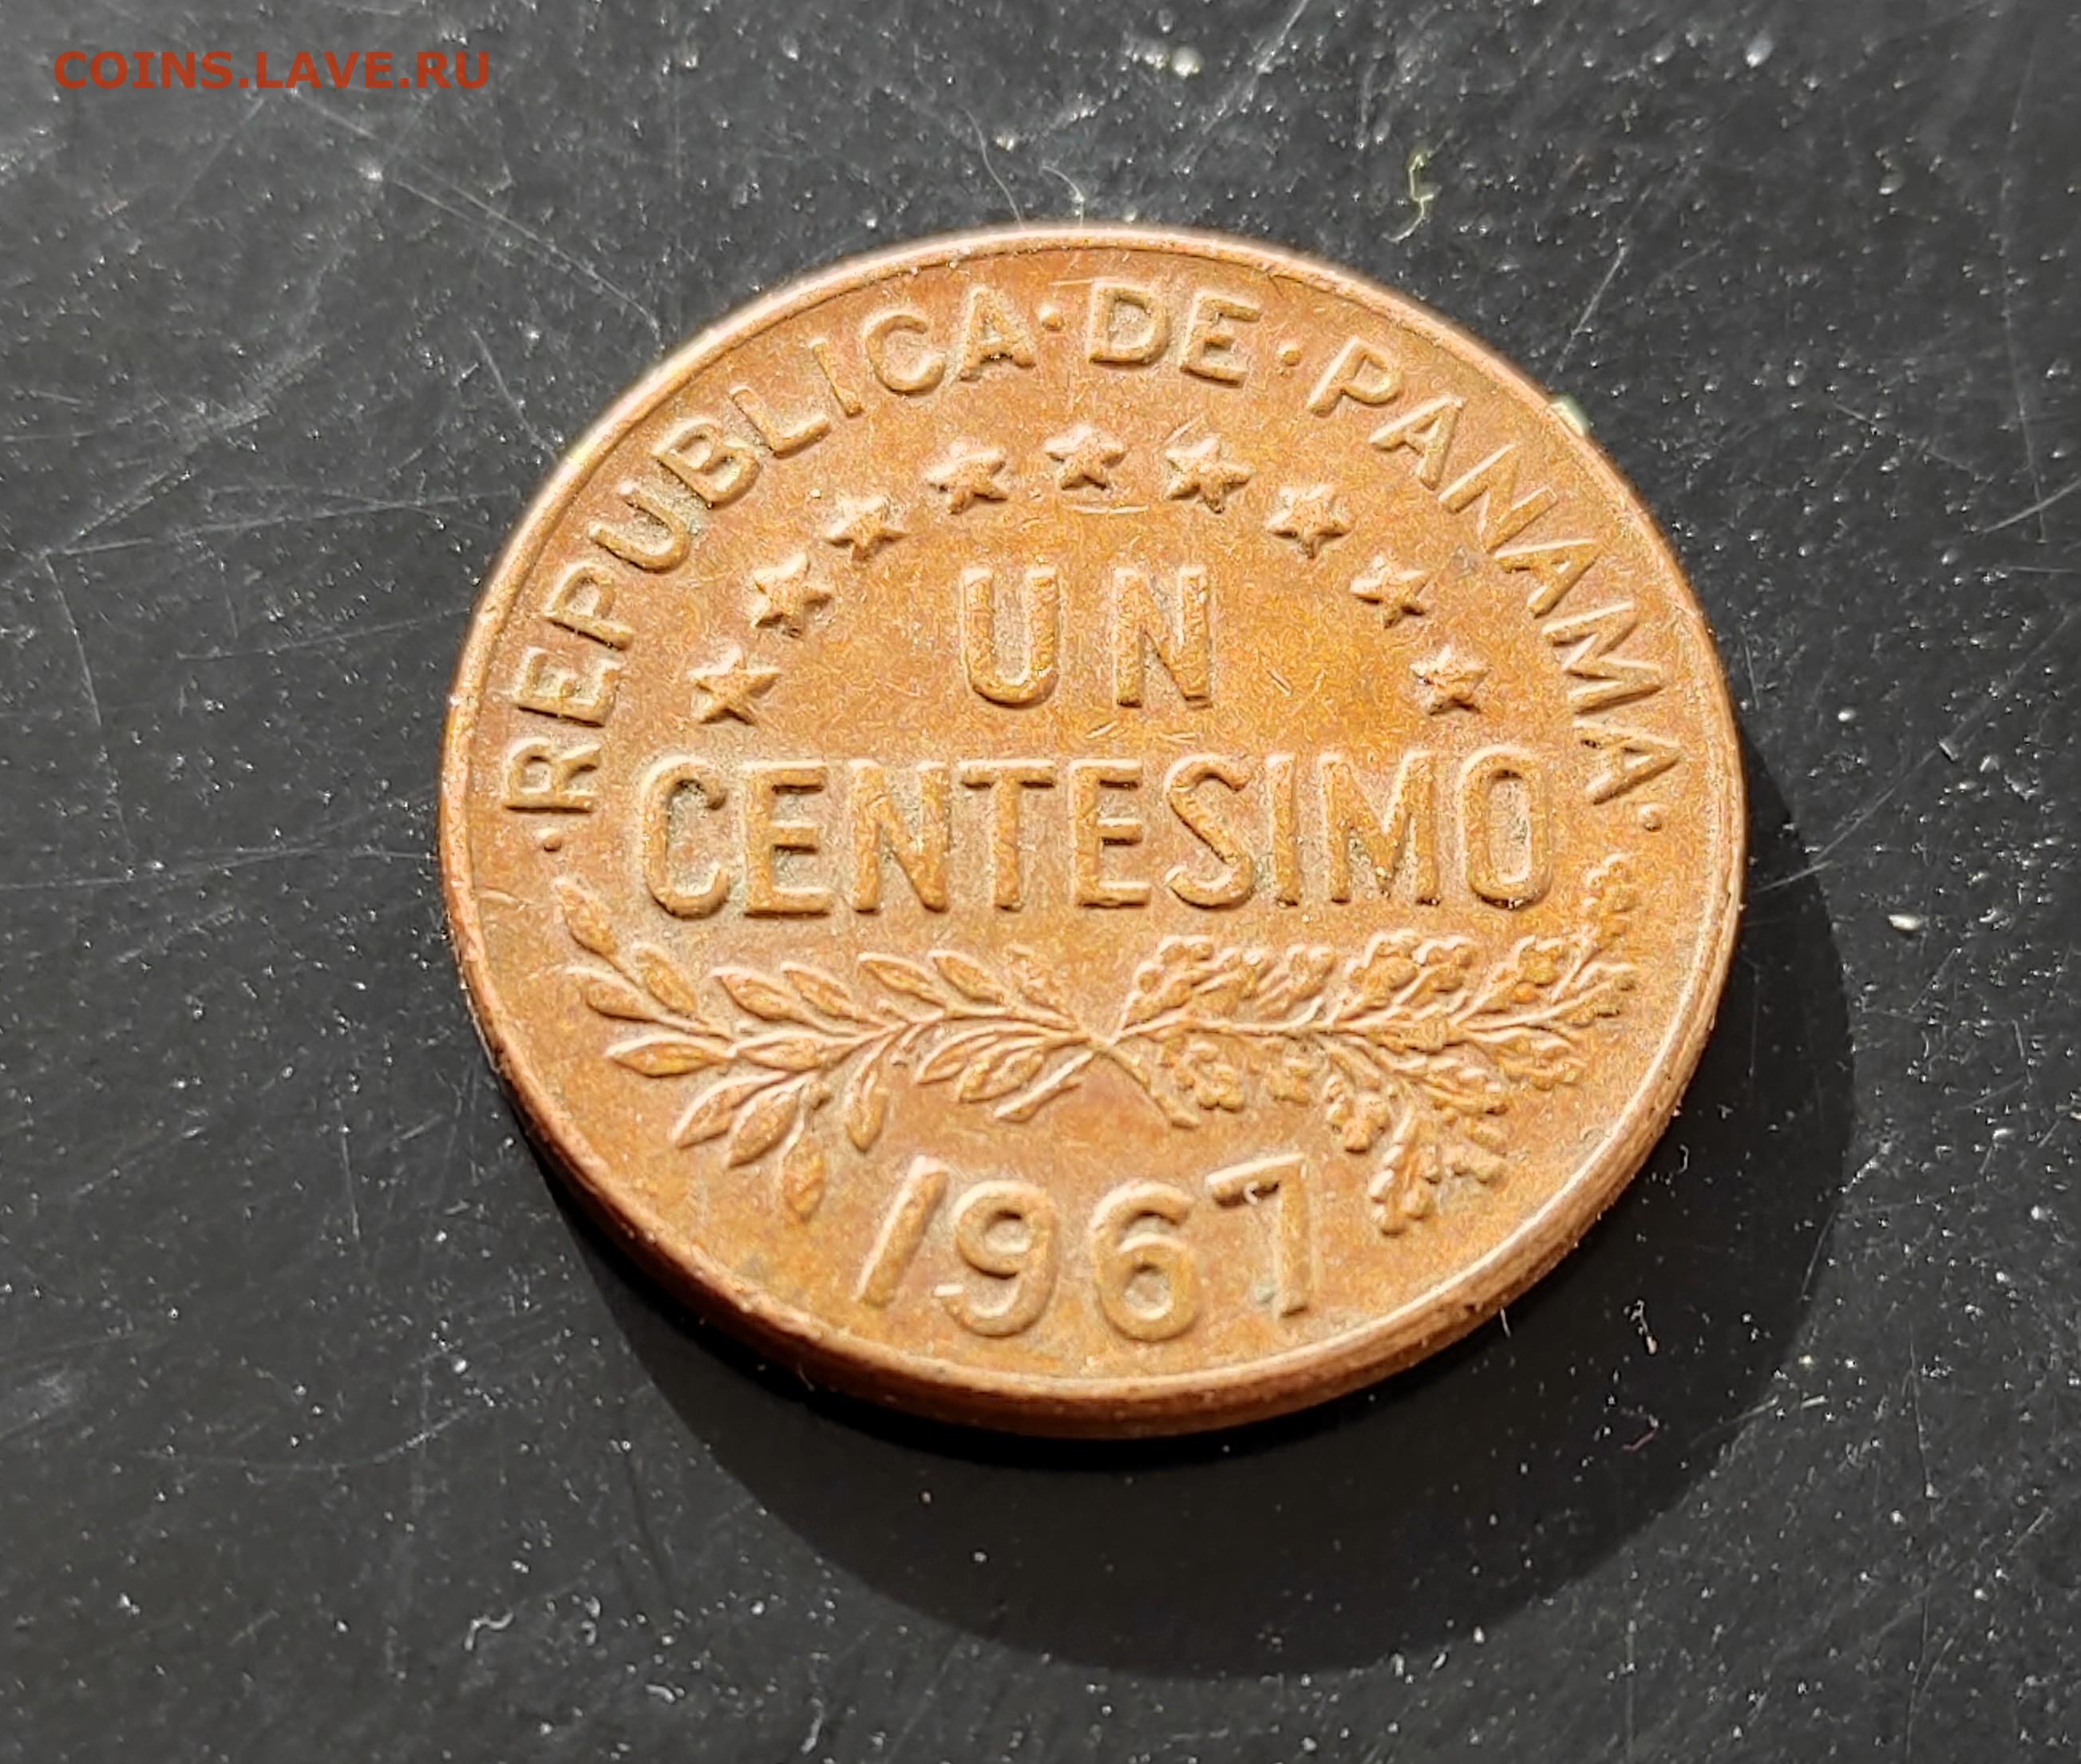 COINS.LAVE.RU
·REPUBLICA·DE·PANAMA·
UN
CENTESIMO
1967